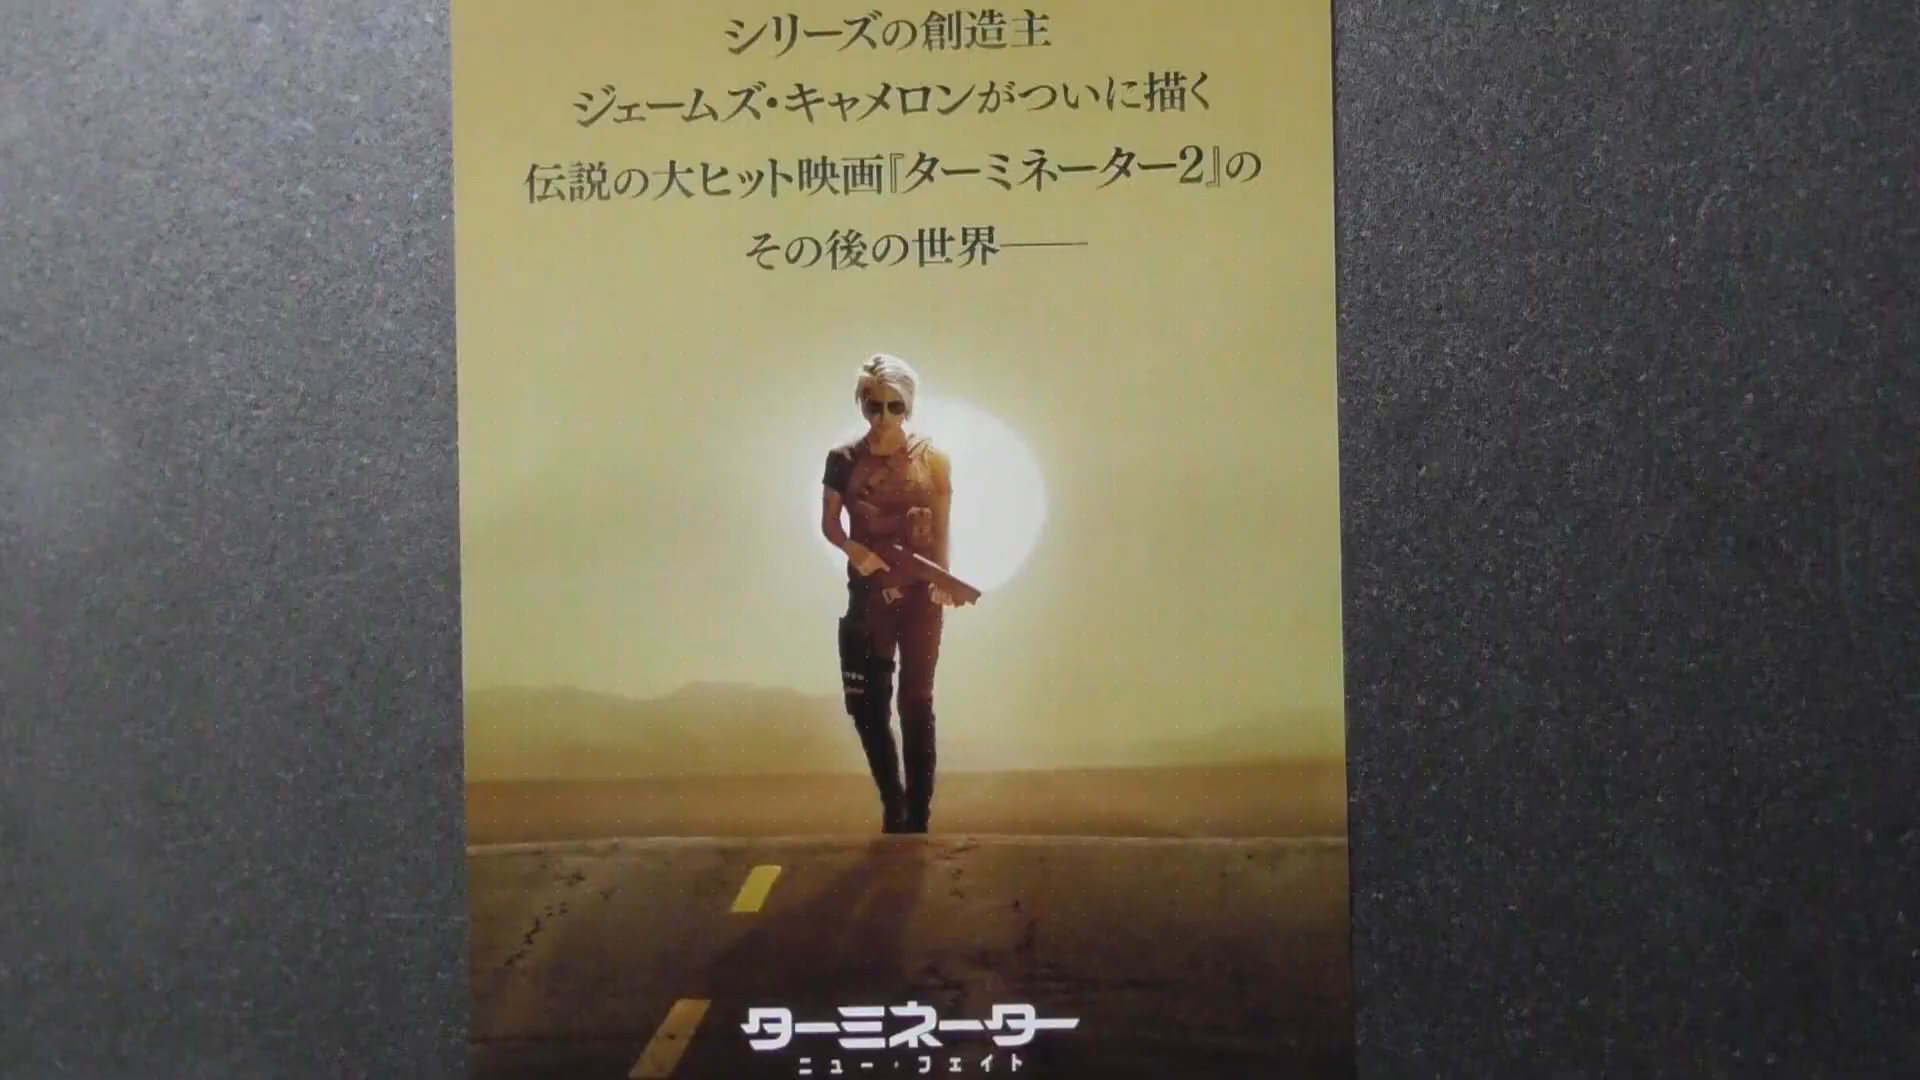 シリーズの創造主
ジェームズ・キャメロンがついに描く
伝説の大ヒット映画『ターミネーター2』の
その後の世界――
ターミネーター
ニュー・フェイト